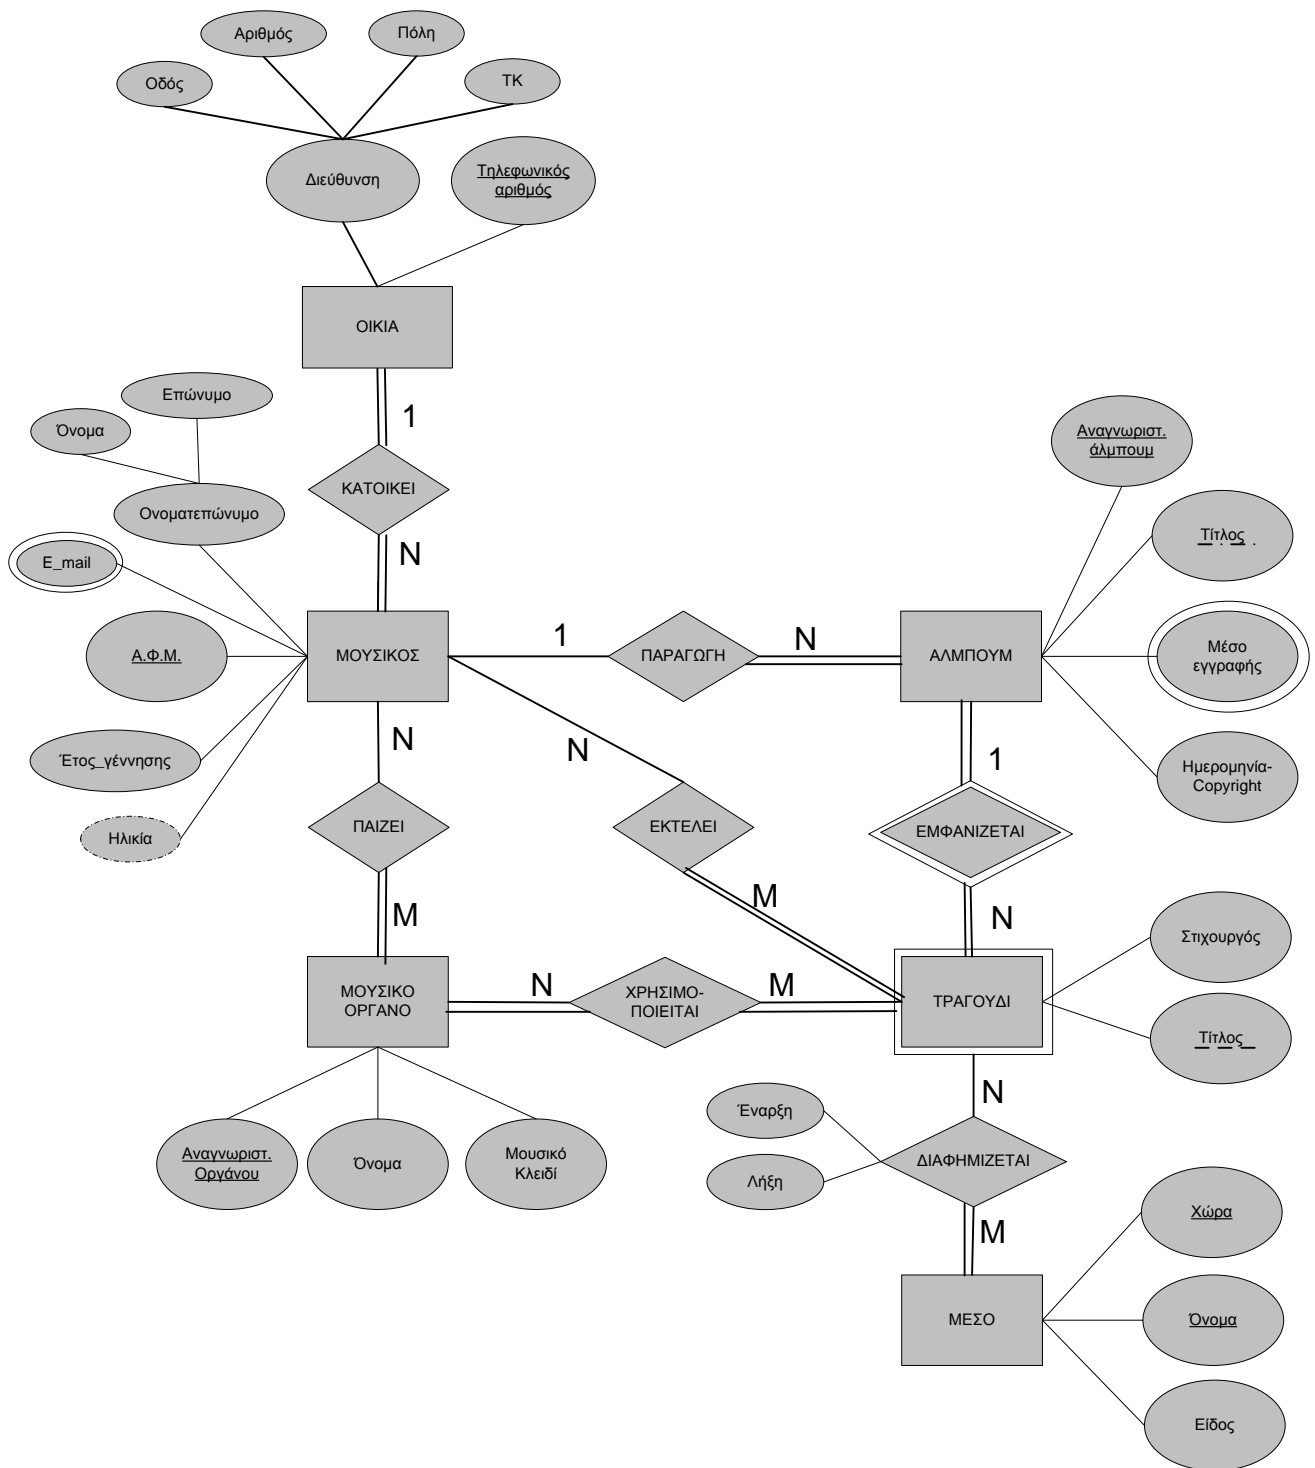 Αριθμός
Πόλη
Οδός
ΤΚ
Διεύθυνση
Τηλεφωνικός
αριθμός
ΟΙΚΙΑ
1
Επώνυμο
Όνομα
Ονοματεπώνυμο
ΚΑΤΟΙΚΕΙ
N
E_mail
Α.Φ.Μ.
Έτος_γέννησης
Ηλικία
ΜΟΥΣΙΚΟΣ
1
ΠΑΡΑΓΩΓΗ
N
ΑΛΜΠΟΥΜ
Αναγνωριστ.
άλμπουμ
Τίτλος
Μέσο
εγγραφής
Ημερομηνία-
Copyright
N
ΠΑΙΖΕΙ
M
N
ΕΚΤΕΛΕΙ
M
1
ΕΜΦΑΝΙΖΕΤΑΙ
N
ΜΟΥΣΙΚΟ
ΟΡΓΑΝΟ
N
ΧΡΗΣΙΜΟ-
ΠΟΙΕΙΤΑΙ
M
ΤΡΑΓΟΥΔΙ
Στιχουργός
Τίτλος
Αναγνωριστ.
Οργάνου
Όνομα
Μουσικό
Κλειδί
N
Έναρξη
Λήξη
ΔΙΑΦΗΜΙΖΕΤΑΙ
M
ΜΕΣΟ
Χώρα
Όνομα
Είδος